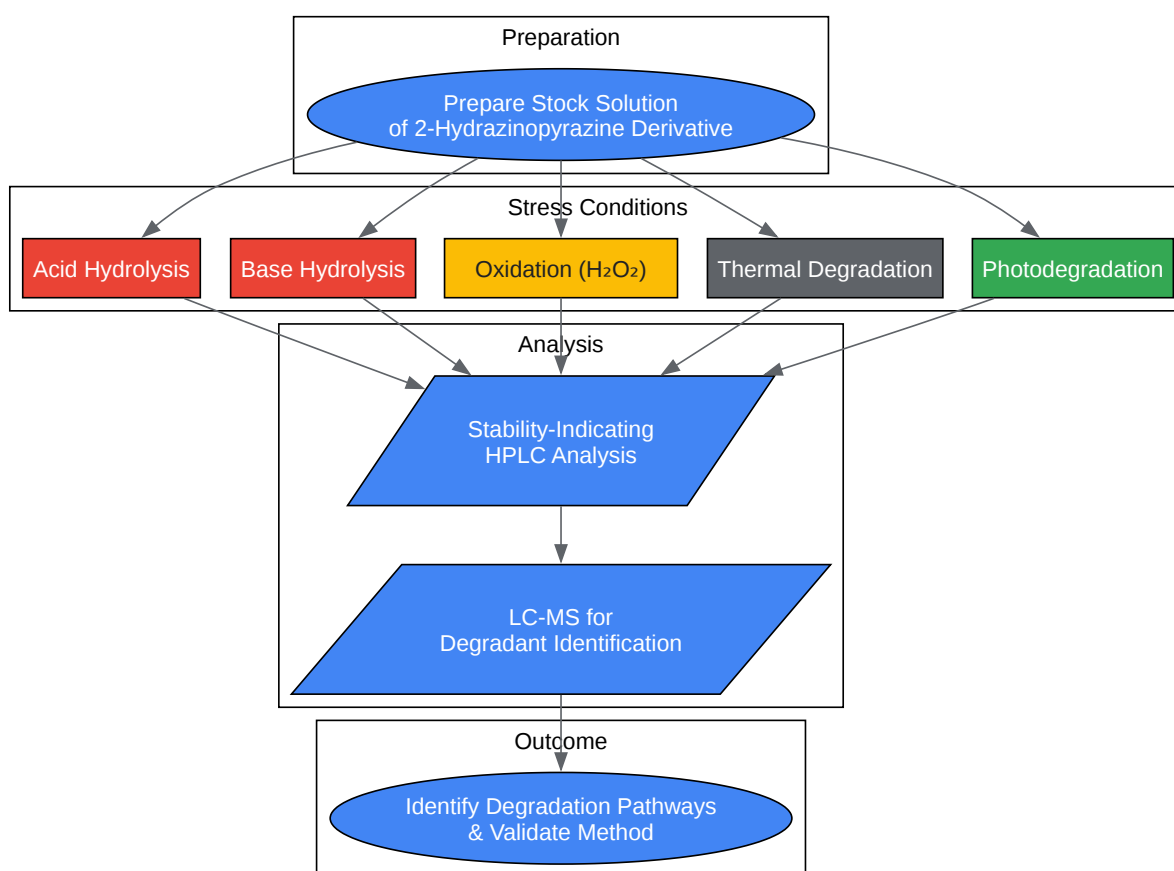 Preparation
Prepare Stock Solution
of 2-Hydrazinopyrazine Derivative
Stress Conditions
Acid Hydrolysis
Base Hydrolysis
Oxidation (H₂O₂)
Thermal Degradation
Photodegradation
Analysis
Stability-Indicating
HPLC Analysis
LC-MS for
Degradant Identification
Outcome
Identify Degradation Pathways
& Validate Method